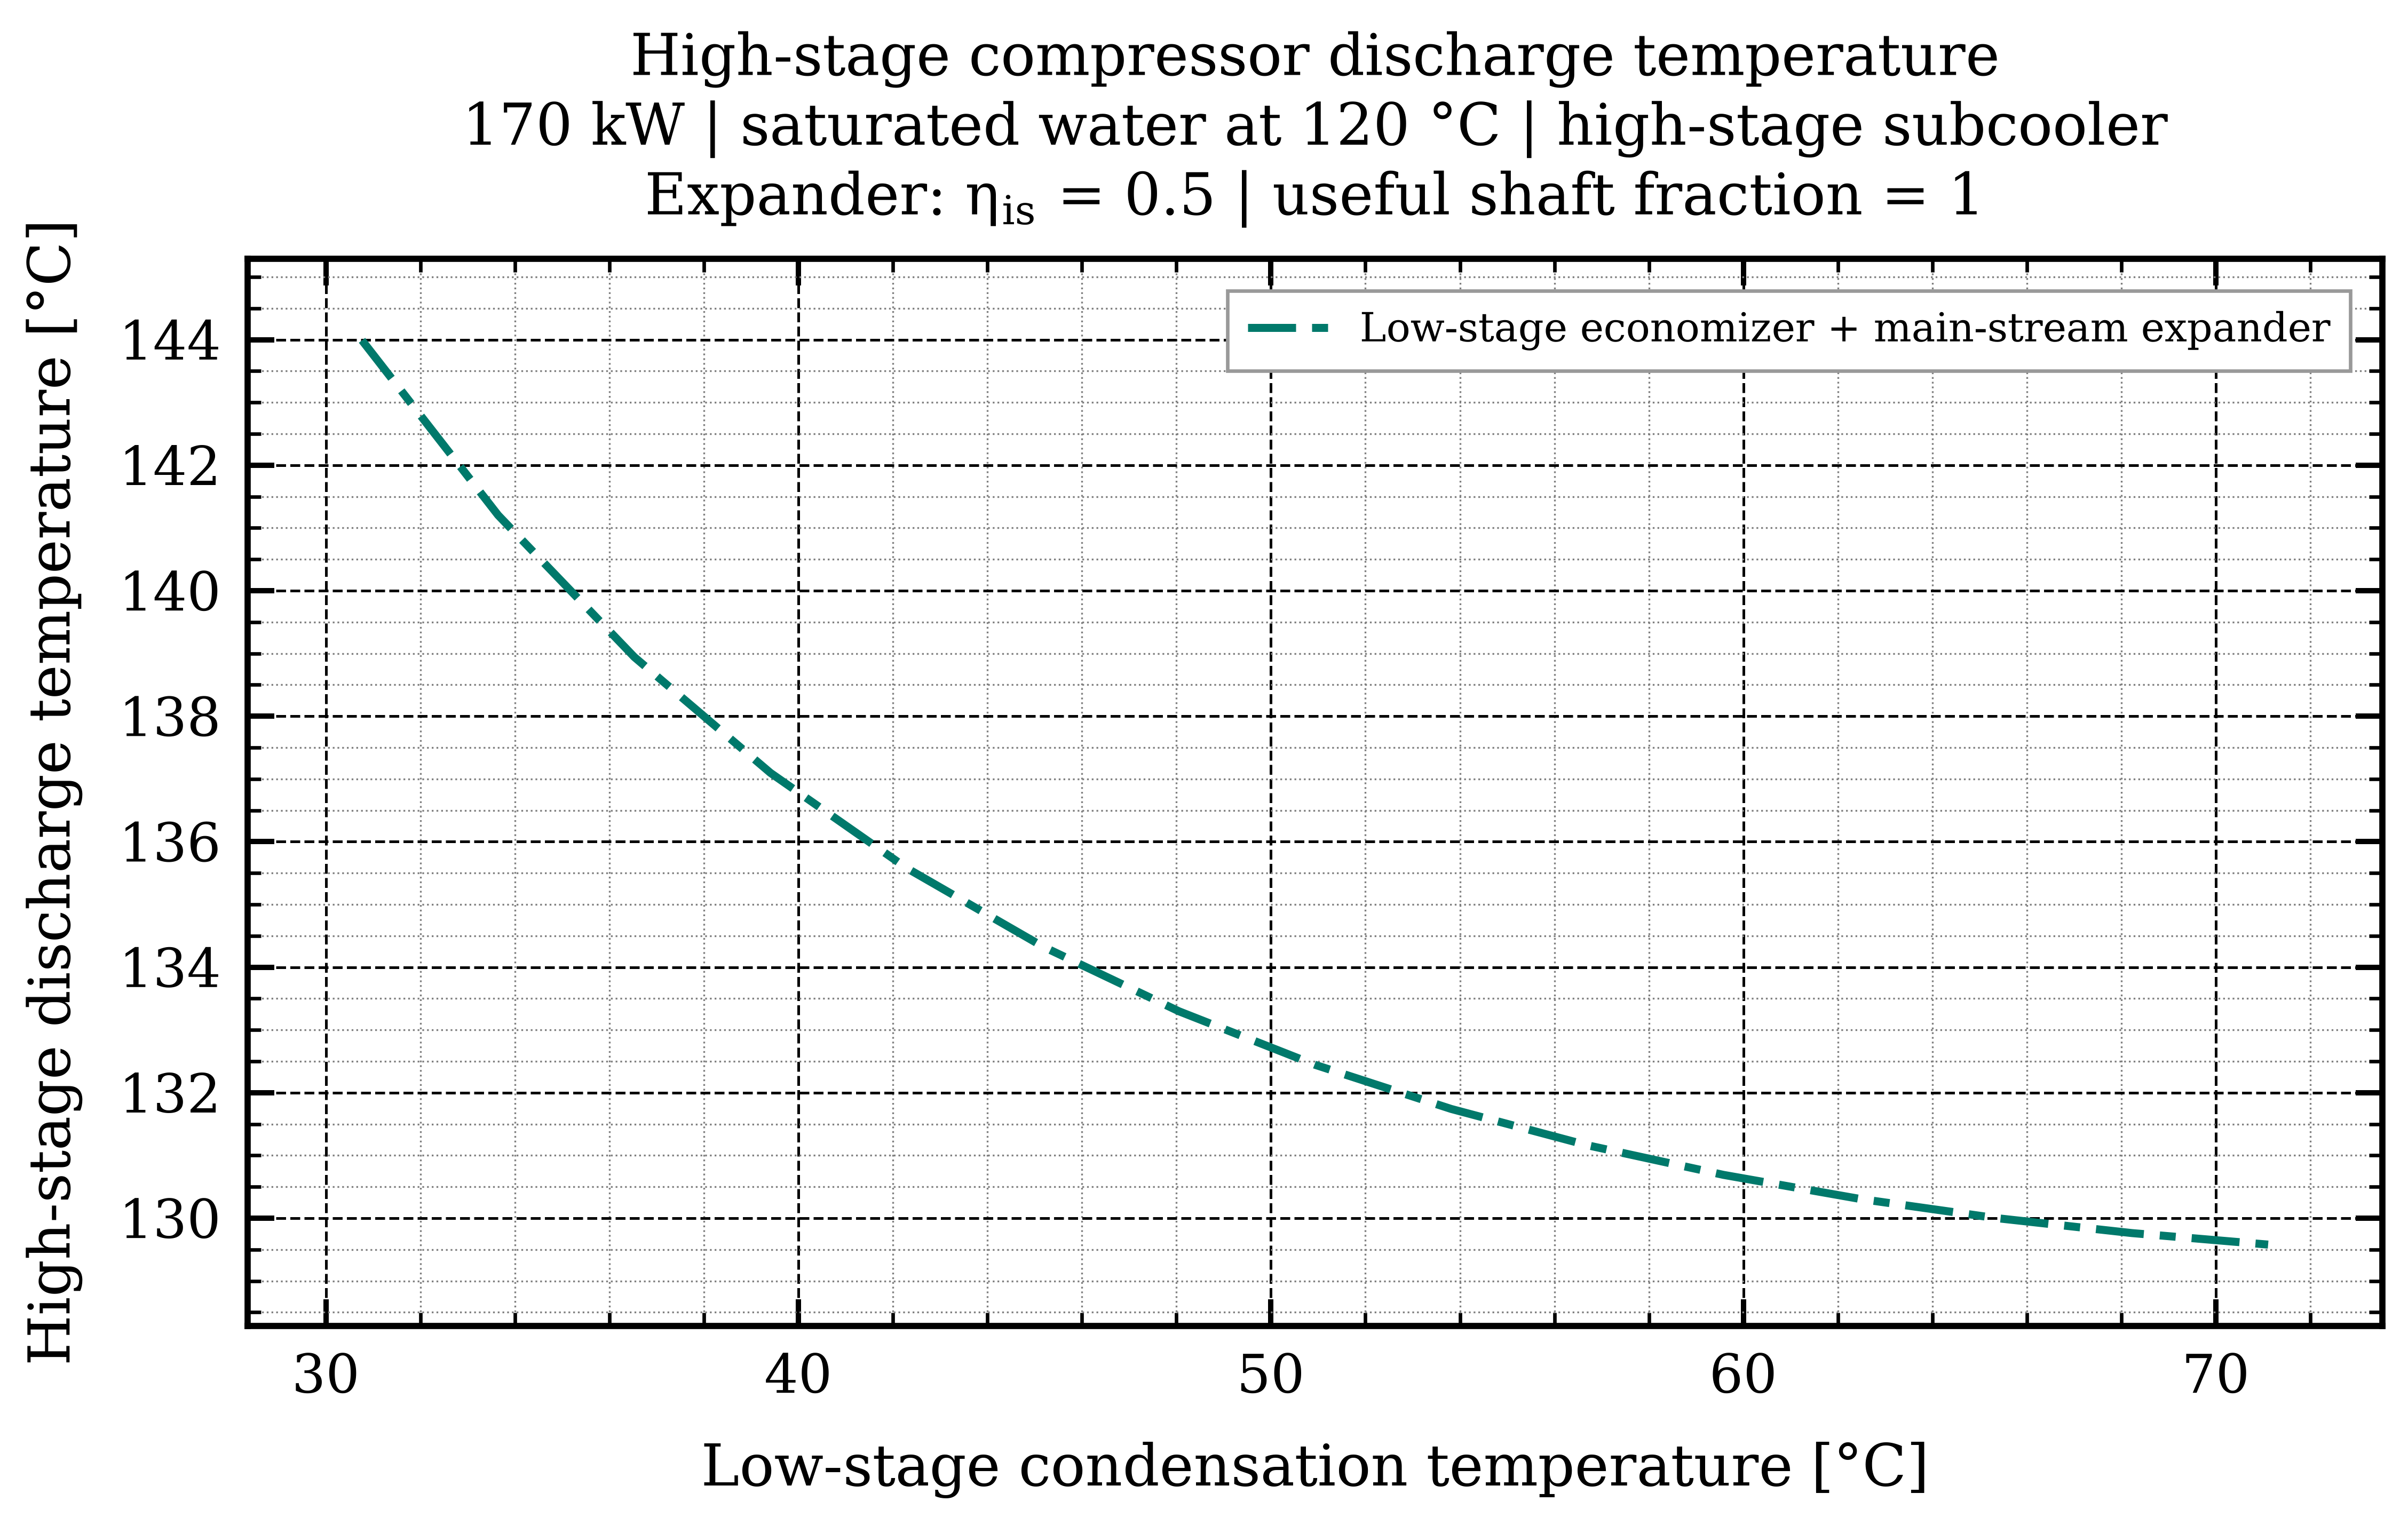 High-stage compressor discharge temperature
170 kW | saturated water at 120 °C | high-stage subcooler
Expander: ηis = 0.5 | useful shaft fraction = 1
High-stage discharge temperature [°C]
144
142
140
138
136
134
132
130
Low-stage economizer + main-stream expander
30 40 50 60 70
Low-stage condensation temperature [°C]